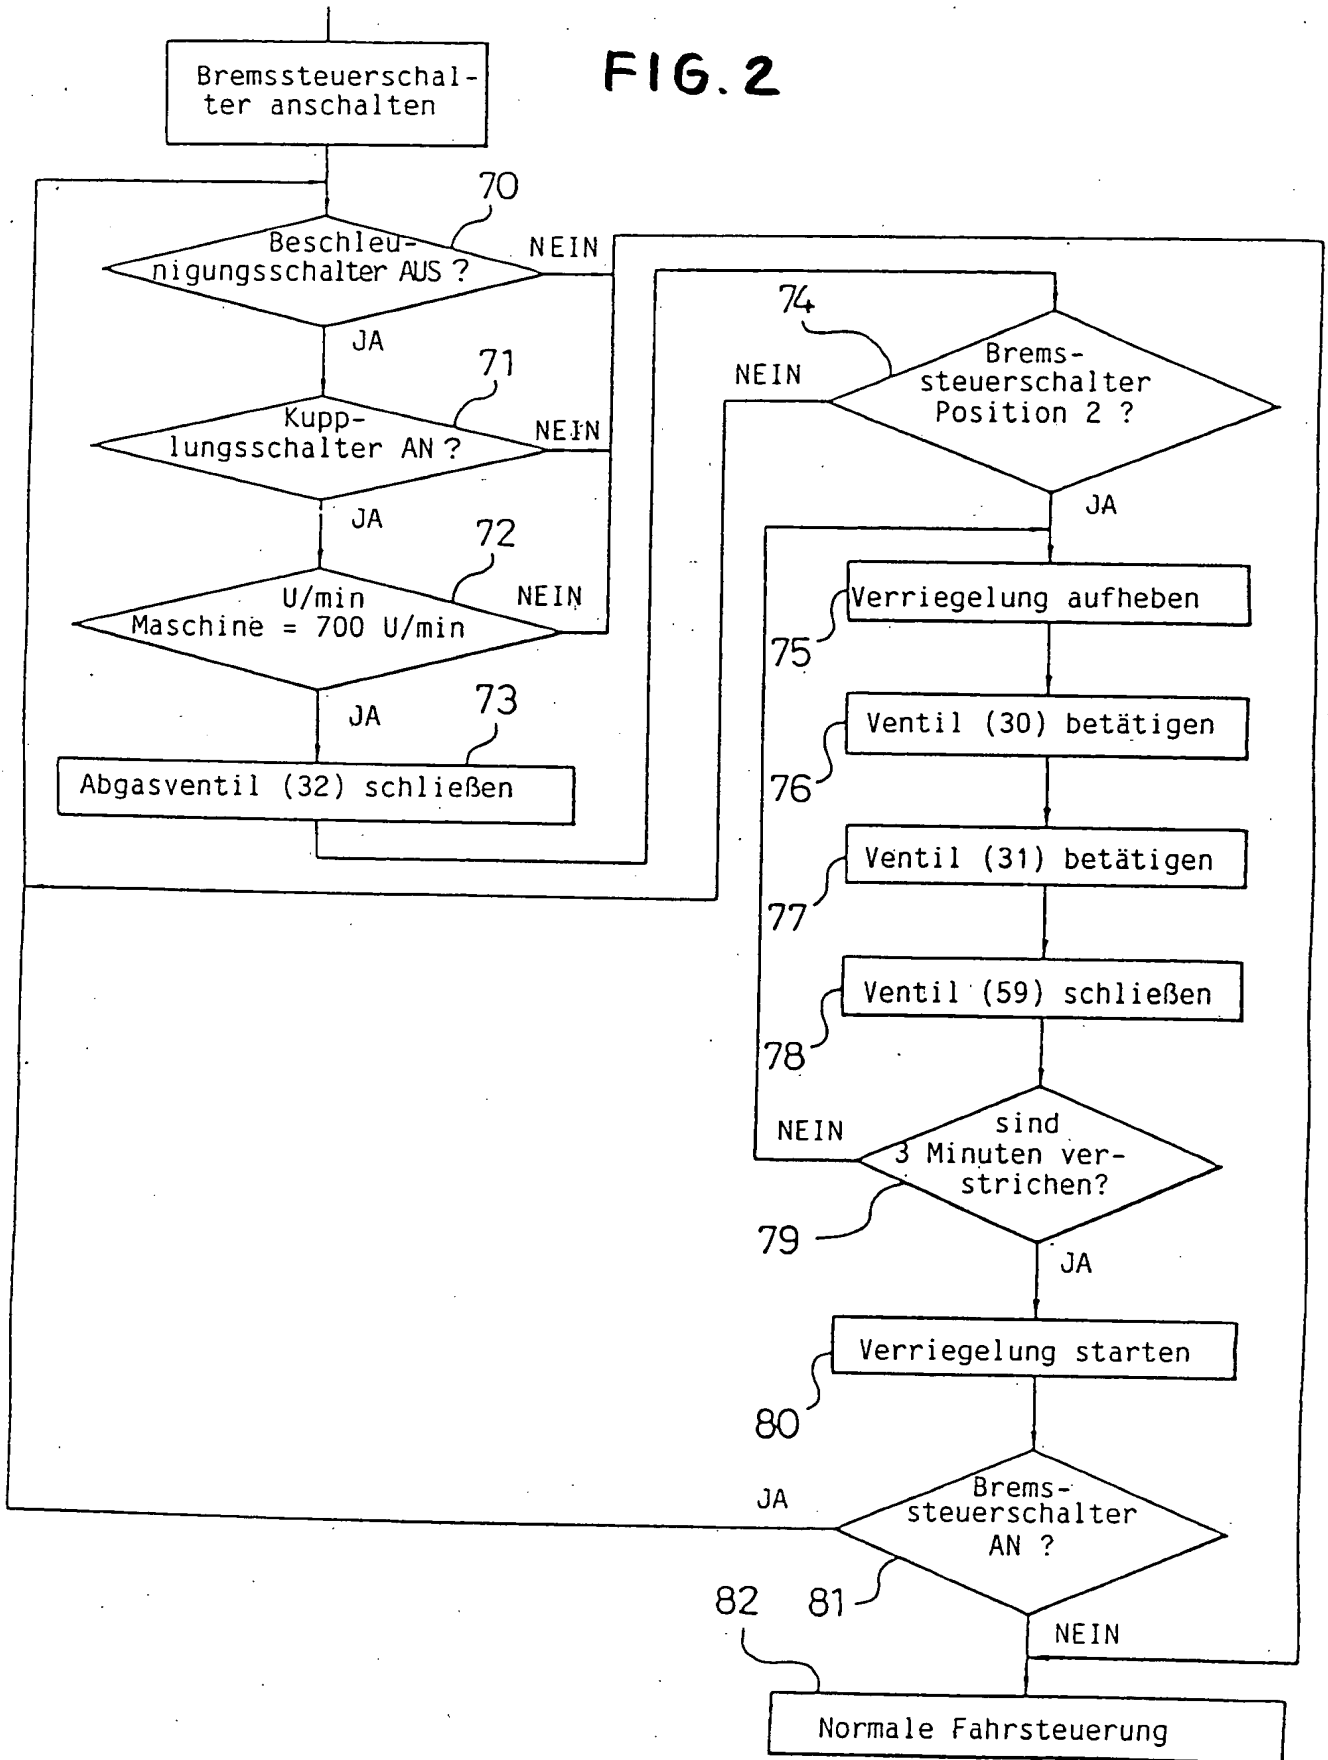 FIG. 2
Bremssteuerschal-
ter anschalten
70
Beschleu-
nigungsschalter AUS ?
NEIN
JA
71
Kupp-
lungsschalter AN ?
NEIN
JA
72
U/min
Maschine = 700 U/min
NEIN
JA
73
Abgasventil (32) schließen
74
Brems-
steuerschalter
Position 2 ?
NEIN
JA
Verriegelung aufheben
75
Ventil (30) betätigen
76
Ventil (31) betätigen
77
Ventil (59) schließen
78
sind
3 Minuten ver-
strichen?
NEIN
79
JA
Verriegelung starten
80
Brems-
steuerschalter
AN ?
JA
81
NEIN
82
Normale Fahrsteuerung